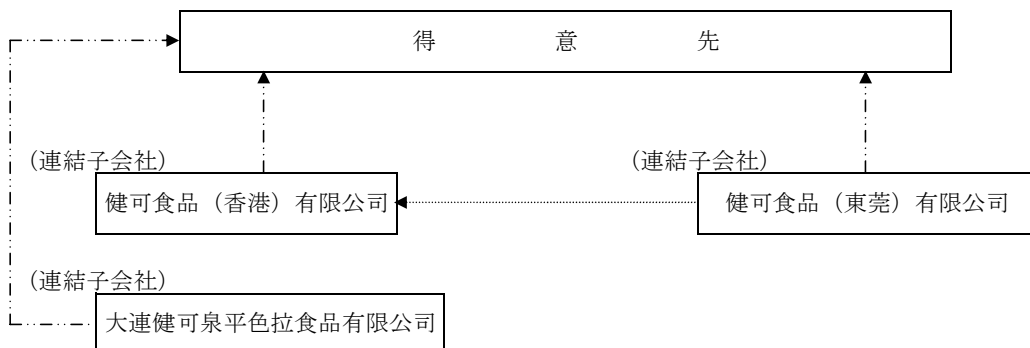 得 意 先
(連結子会社)
(連結子会社)
健可食品（香港）有限公司
健可食品（東莞）有限公司
(連結子会社)
大連健可泉平色拉食品有限公司